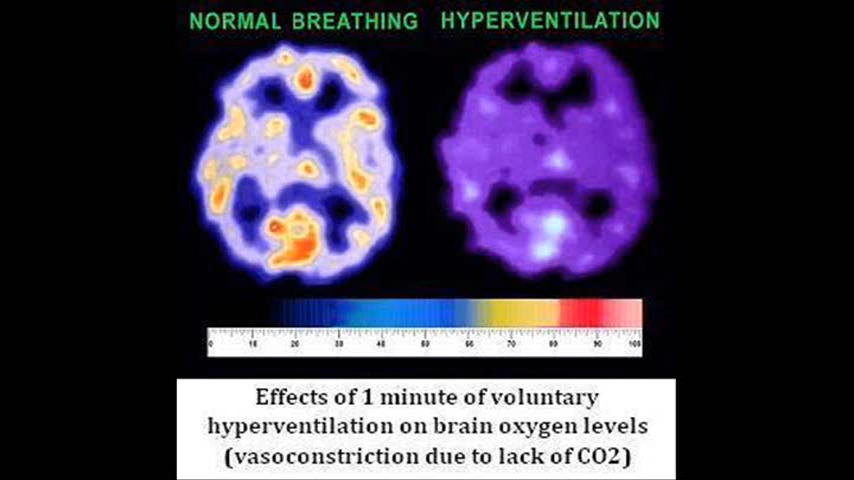 NORMAL BREATHING HYPERVENTILATION
0 10 20 30 40 50 60 70 80 90 100
Effects of 1 minute of voluntary
hyperventilation on brain oxygen levels
(vasoconstriction due to lack of CO2)